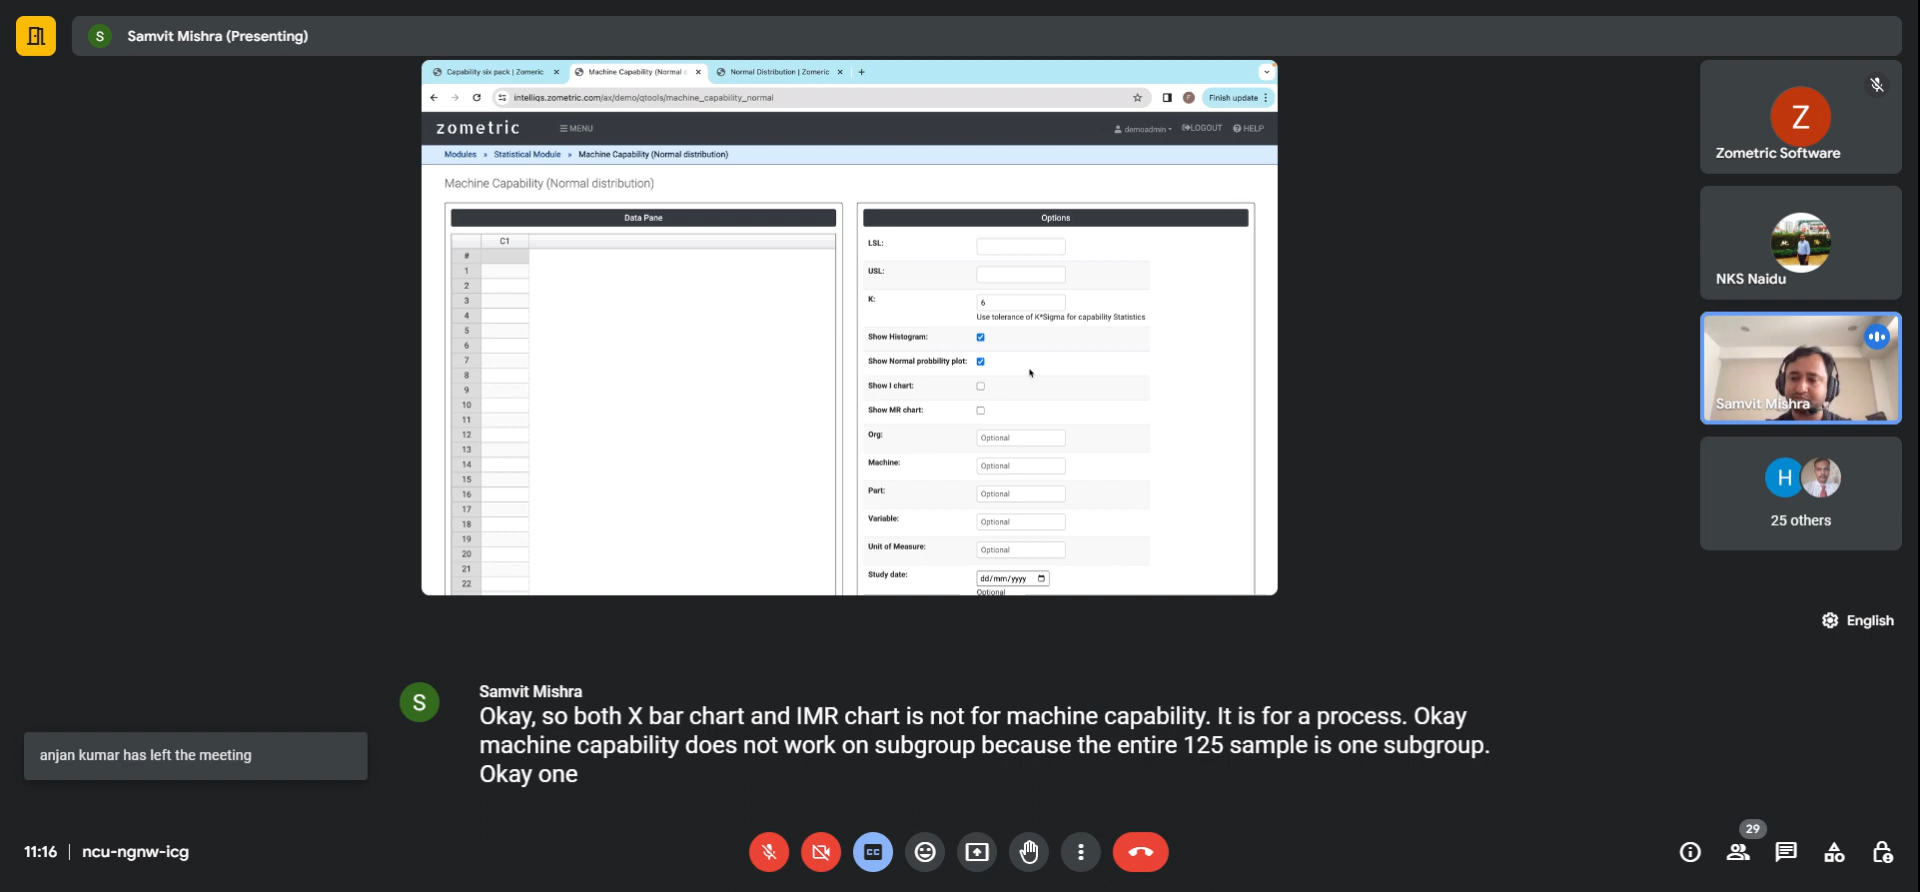 S Samvit Mishra (Presenting)
Capability six pack | Zomeric
Machine Capability (Normal
Normal Distribution | Zomeric
intelliqs.zometric.com/ax/demo/qtools/machine_capability_normal
Finish update
zometric
MENU
demoadmin
LOGOUT
HELP
Modules » Statistical Module » Machine Capability (Normal distribution)
Machine Capability (Normal distribution)
Data Pane
C1
#
1
2
3
4
5
6
7
8
9
10
11
12
13
14
15
16
17
18
19
20
21
22
Options
LSL:
USL:
K: 6
Use tolerance of K*Sigma for capability Statistics
Show Histogram:
Show Normal probbility plot:
Show I chart:
Show MR chart:
Org: Optional
Machine: Optional
Part: Optional
Variable: Optional
Unit of Measure: Optional
Study date: dd/mm/yyyy
Optional
Z
Zometric Software
NKS Naidu
Samvit Mishra
H
25 others
English
S
Samvit Mishra
Okay, so both X bar chart and IMR chart is not for machine capability. It is for a process. Okay
machine capability does not work on subgroup because the entire 125 sample is one subgroup.
Okay one
anjan kumar has left the meeting
11:16 | ncu-ngnw-icg
CC
29